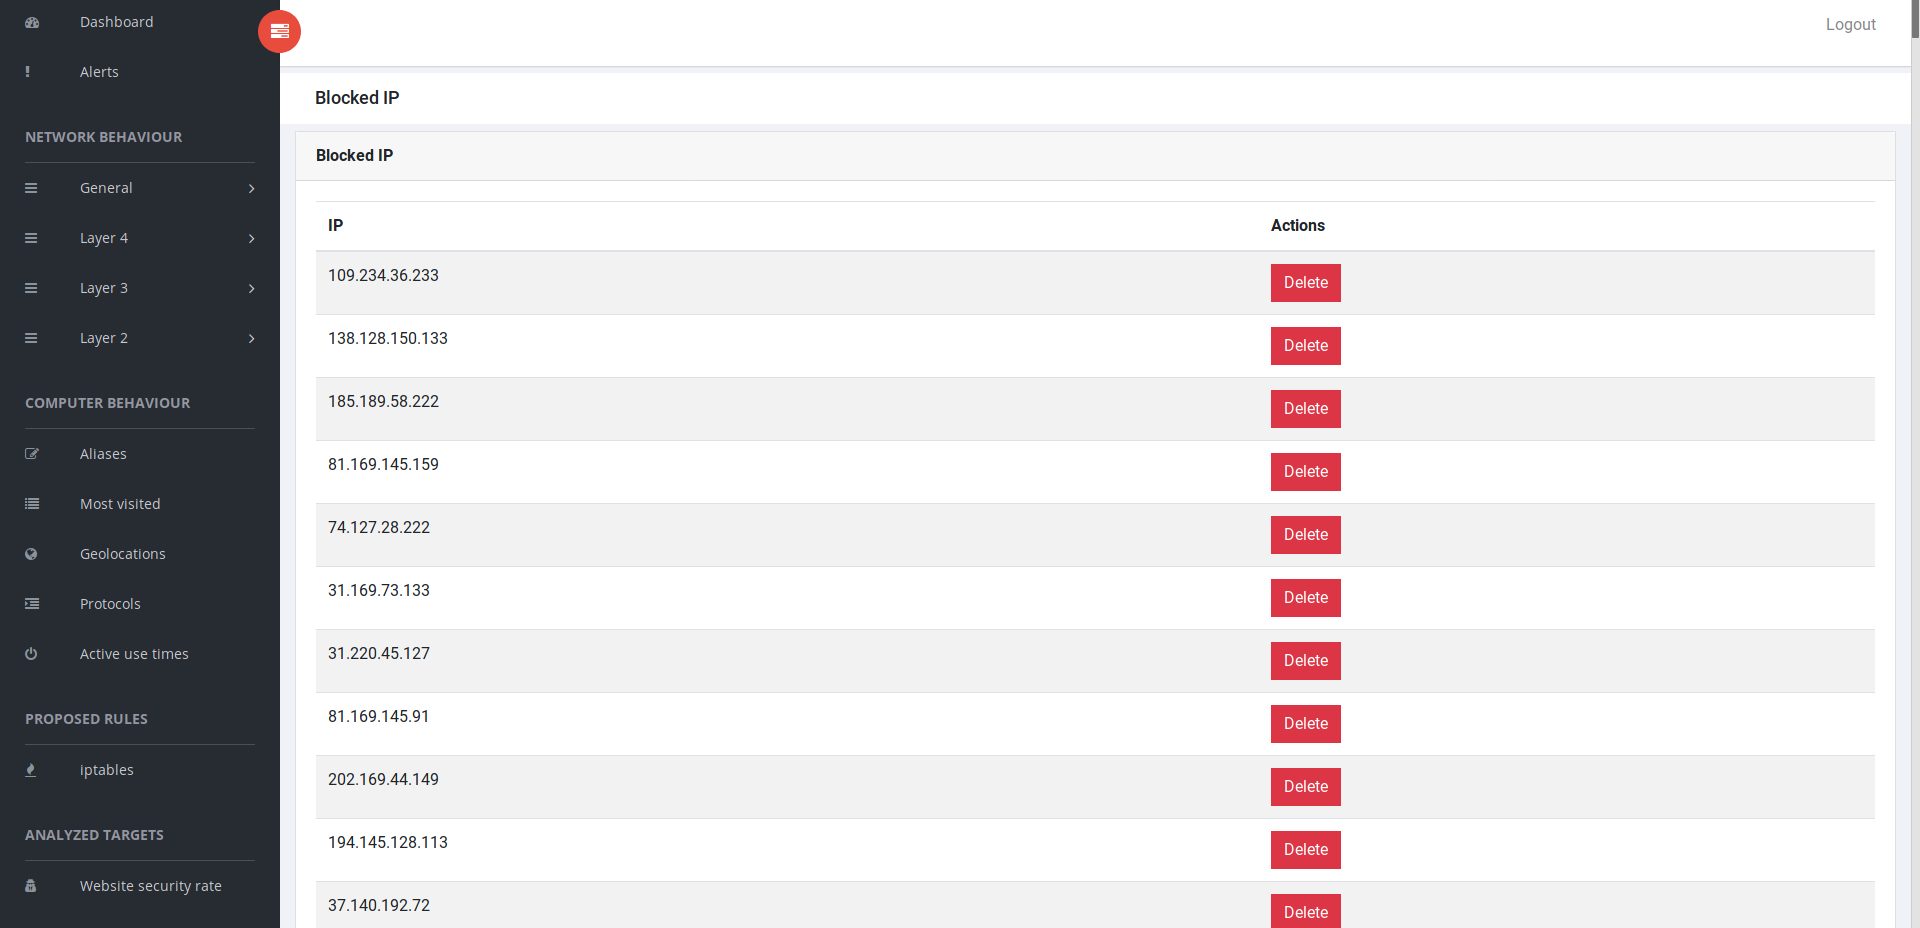 Dashboard
Alerts
NETWORK BEHAVIOUR
General
Layer 4
Layer 3
Layer 2
COMPUTER BEHAVIOUR
Aliases
Most visited
Geolocations
Protocols
Active use times
PROPOSED RULES
iptables
ANALYZED TARGETS
Website security rate
Logout
Blocked IP
Blocked IP
IP Actions
109.234.36.233 Delete
138.128.150.133 Delete
185.189.58.222 Delete
81.169.145.159 Delete
74.127.28.222 Delete
31.169.73.133 Delete
31.220.45.127 Delete
81.169.145.91 Delete
202.169.44.149 Delete
194.145.128.113 Delete
37.140.192.72 Delete